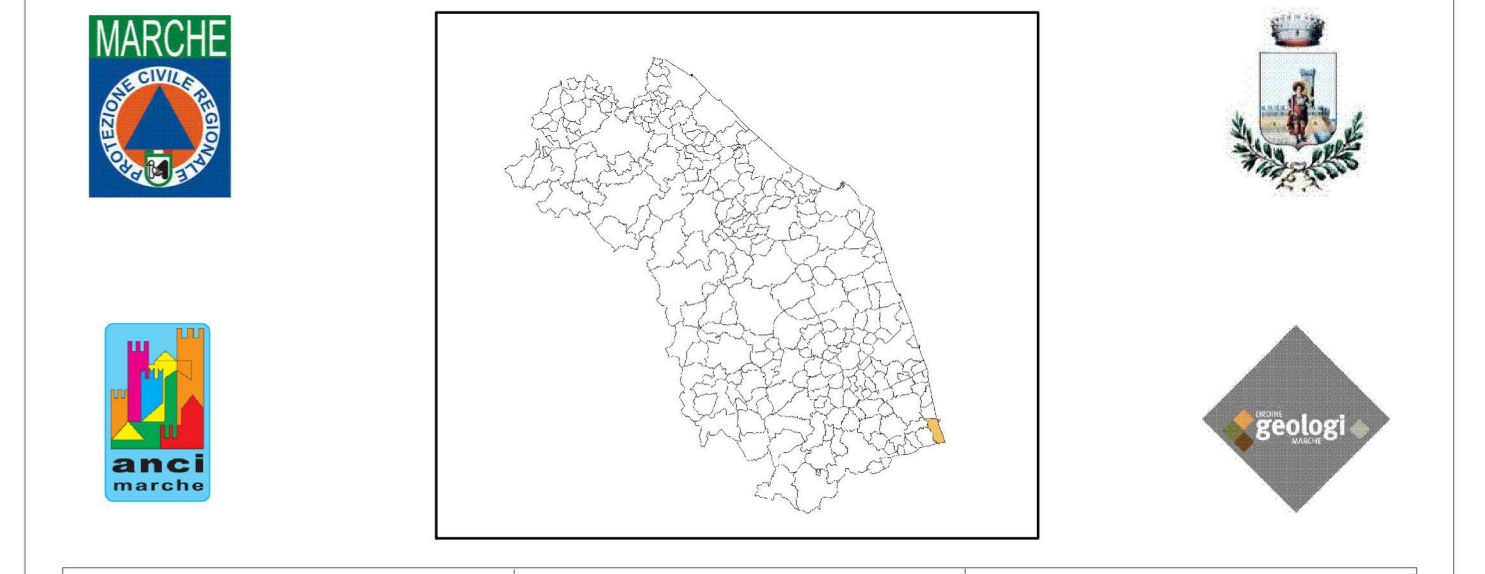 MARCHE
PROTEZIONE CIVILE REGIONALE
anci
marche
ORDINE
geologi
MARCHE